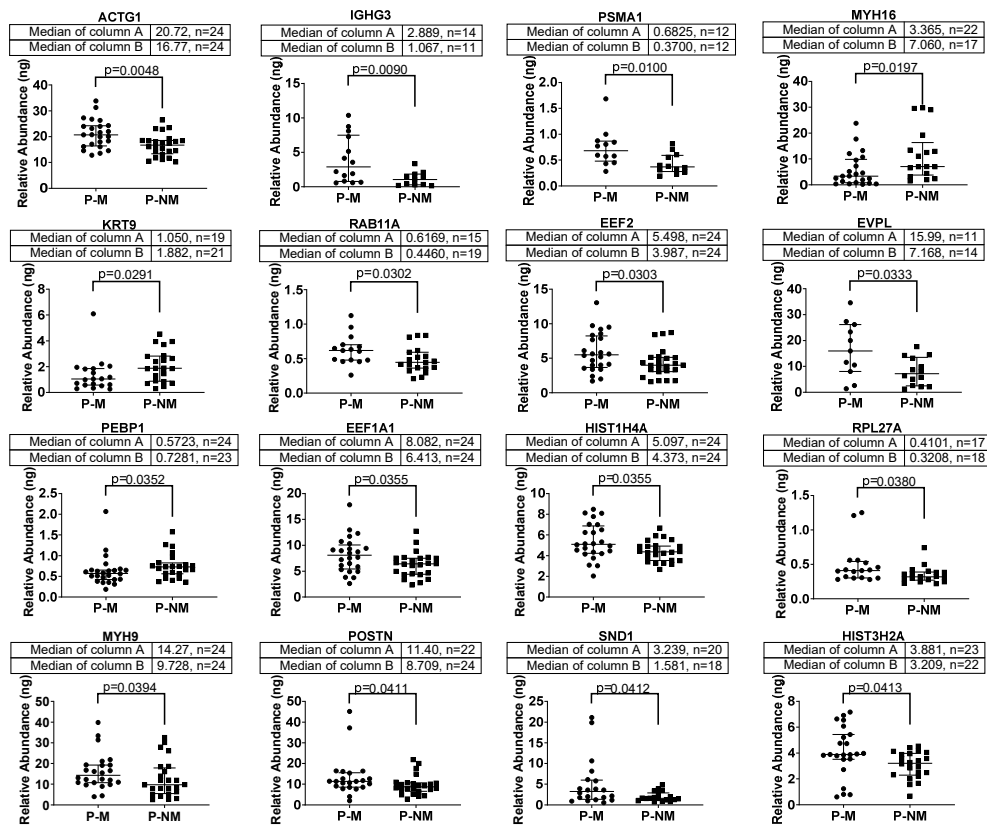 ACTG1
Median of column A 20.72, n=24
Median of column B 16.77, n=24
p=0.0048
Relative Abundance (ng)
40
30
20
10
0
P-M P-NM
IGHG3
Median of column A 2.889, n=14
Median of column B 1.067, n=11
p=0.0090
Relative Abundance (ng)
15
10
5
0
P-M P-NM
PSMA1
Median of column A 0.6825, n=12
Median of column B 0.3700, n=12
p=0.0100
Relative Abundance (ng)
2.0
1.5
1.0
0.5
0.0
P-M P-NM
MYH16
Median of column A 3.365, n=22
Median of column B 7.060, n=17
p=0.0197
Relative Abundance (ng)
40
30
20
10
0
P-M P-NM
KRT9
Median of column A 1.050, n=19
Median of column B 1.882, n=21
p=0.0291
Relative Abundance (ng)
8
6
4
2
0
P-M P-NM
RAB11A
Median of column A 0.6169, n=15
Median of column B 0.4460, n=19
p=0.0302
Relative Abundance (ng)
1.5
1.0
0.5
0.0
P-M P-NM
EEF2
Median of column A 5.498, n=24
Median of column B 3.987, n=24
p=0.0303
Relative Abundance (ng)
15
10
5
0
P-M P-NM
EVPL
Median of column A 15.99, n=11
Median of column B 7.168, n=14
p=0.0333
Relative Abundance (ng)
40
30
20
10
0
P-M P-NM
PEBP1
Median of column A 0.5723, n=24
Median of column B 0.7281, n=23
p=0.0352
Relative Abundance (ng)
2.5
2.0
1.5
1.0
0.5
0.0
P-M P-NM
EEF1A1
Median of column A 8.082, n=24
Median of column B 6.413, n=24
p=0.0355
Relative Abundance (ng)
20
15
10
5
0
P-M P-NM
HIST1H4A
Median of column A 5.097, n=24
Median of column B 4.373, n=24
p=0.0355
Relative Abundance (ng)
10
8
6
4
2
0
P-M P-NM
RPL27A
Median of column A 0.4101, n=17
Median of column B 0.3208, n=18
p=0.0380
Relative Abundance (ng)
1.5
1.0
0.5
0.0
P-M P-NM
MYH9
Median of column A 14.27, n=24
Median of column B 9.728, n=24
p=0.0394
Relative Abundance (ng)
50
40
30
20
10
0
P-M P-NM
POSTN
Median of column A 11.40, n=22
Median of column B 8.709, n=24
p=0.0411
Relative Abundance (ng)
50
40
30
20
10
0
P-M P-NM
SND1
Median of column A 3.239, n=20
Median of column B 1.581, n=18
p=0.0412
Relative Abundance (ng)
25
20
15
10
5
0
P-M P-NM
HIST3H2A
Median of column A 3.881, n=23
Median of column B 3.209, n=22
p=0.0413
Relative Abundance (ng)
8
6
4
2
0
P-M P-NM